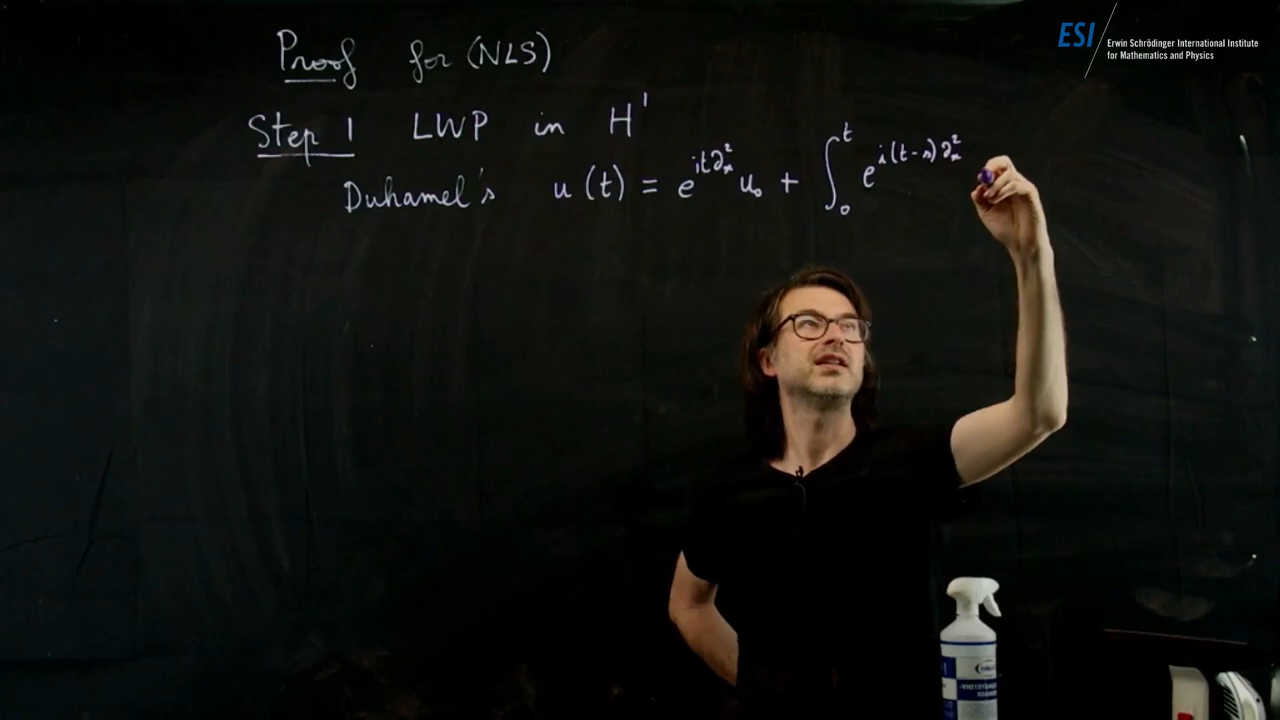 Proof for (NLS)
Step 1 LWP in H¹
Duhamel's u(t) = e^{it∂ₓ²} u₀ + ∫₀ᵗ e^{i(t-s)∂ₓ²}
ESI Erwin Schrödinger International Institute
for Mathematics and Physics